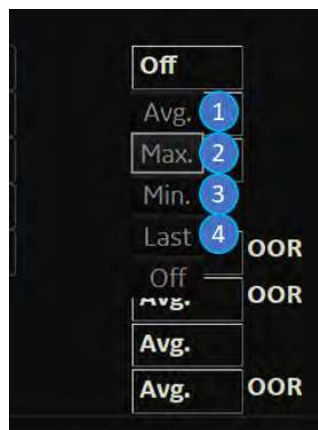 Off
Avg. 1
Max. 2
Min. 3
Last 4
OOR
Off
Avg. OOR
Avg.
Avg. OOR